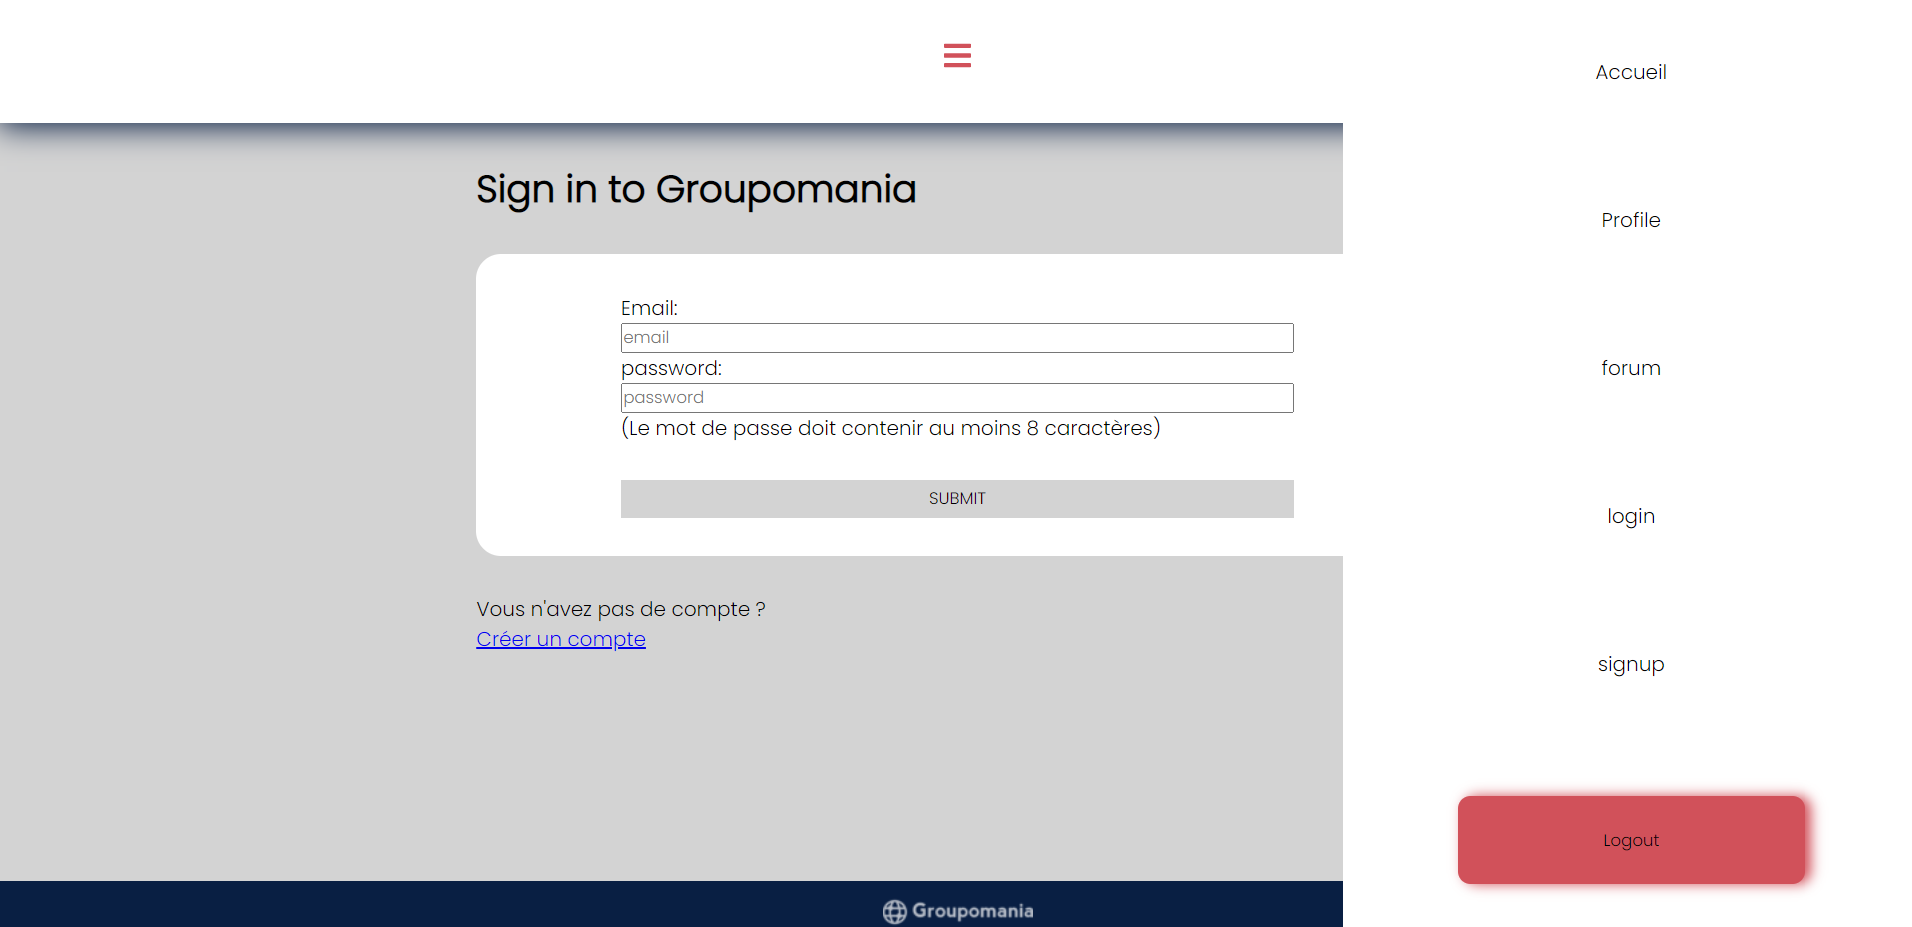 Sign in to Groupomania
Email:
email
password:
password
(Le mot de passe doit contenir au moins 8 caractères)
SUBMIT
Vous n'avez pas de compte ?
Créer un compte
Groupomania
Accueil
Profile
forum
login
signup
Logout